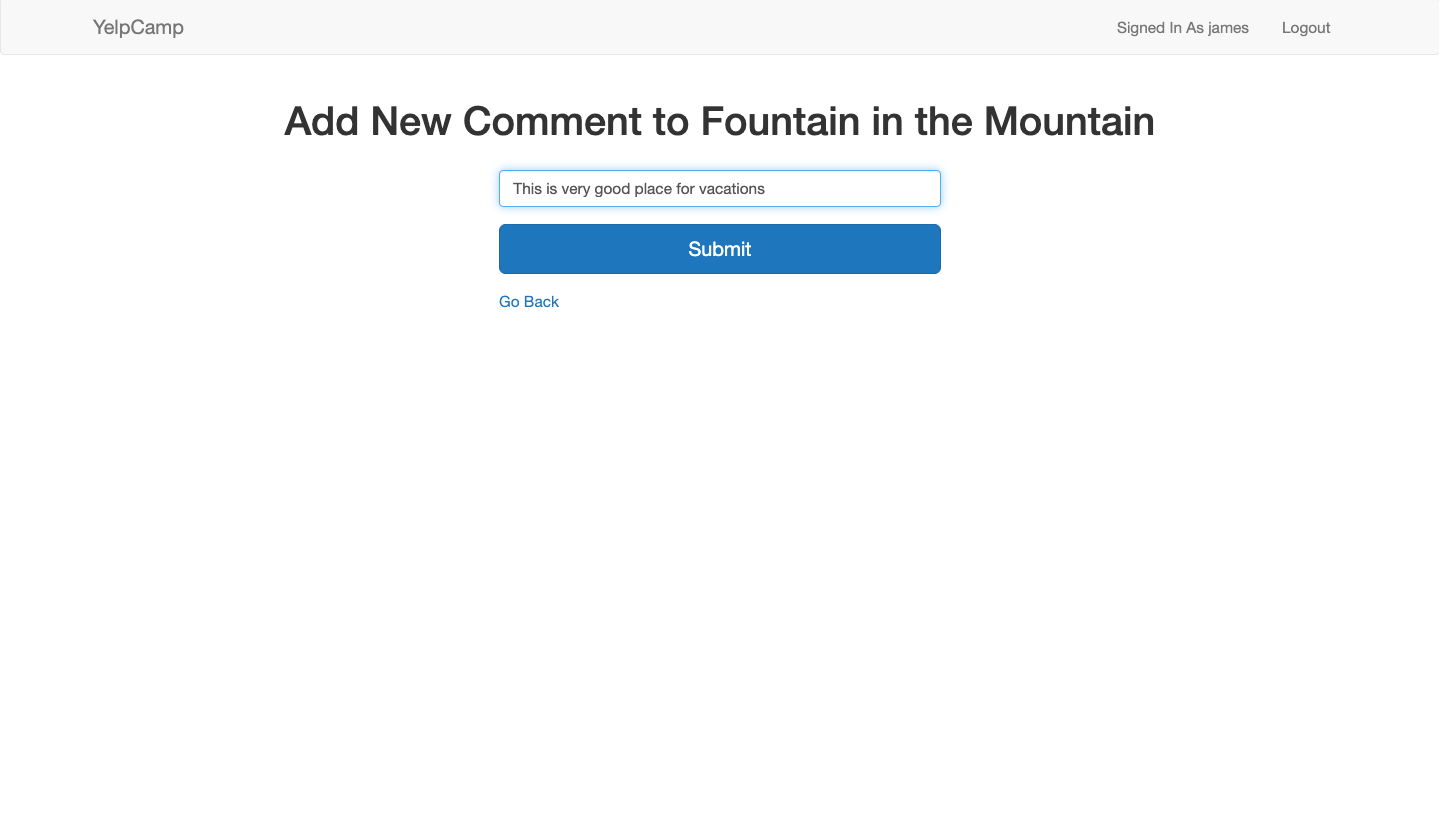 YelpCamp Signed In As james Logout
Add New Comment to Fountain in the Mountain
This is very good place for vacations
Submit
Go Back